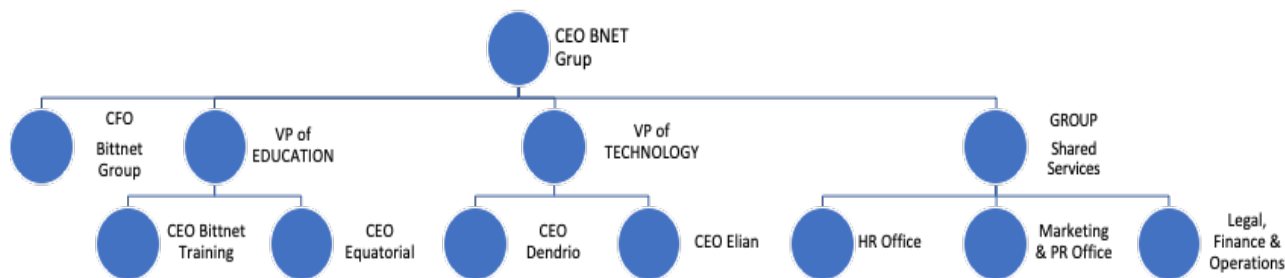 CEO BNET
Grup
CFO
Bittnet
Group
VP of
EDUCATION
VP of
TECHNOLOGY
GROUP
Shared
Services
CEO Bittnet
Training
CEO
Equatorial
CEO
Dendrio
CEO Elian
HR Office
Marketing
& PR Office
Legal,
Finance &
Operations